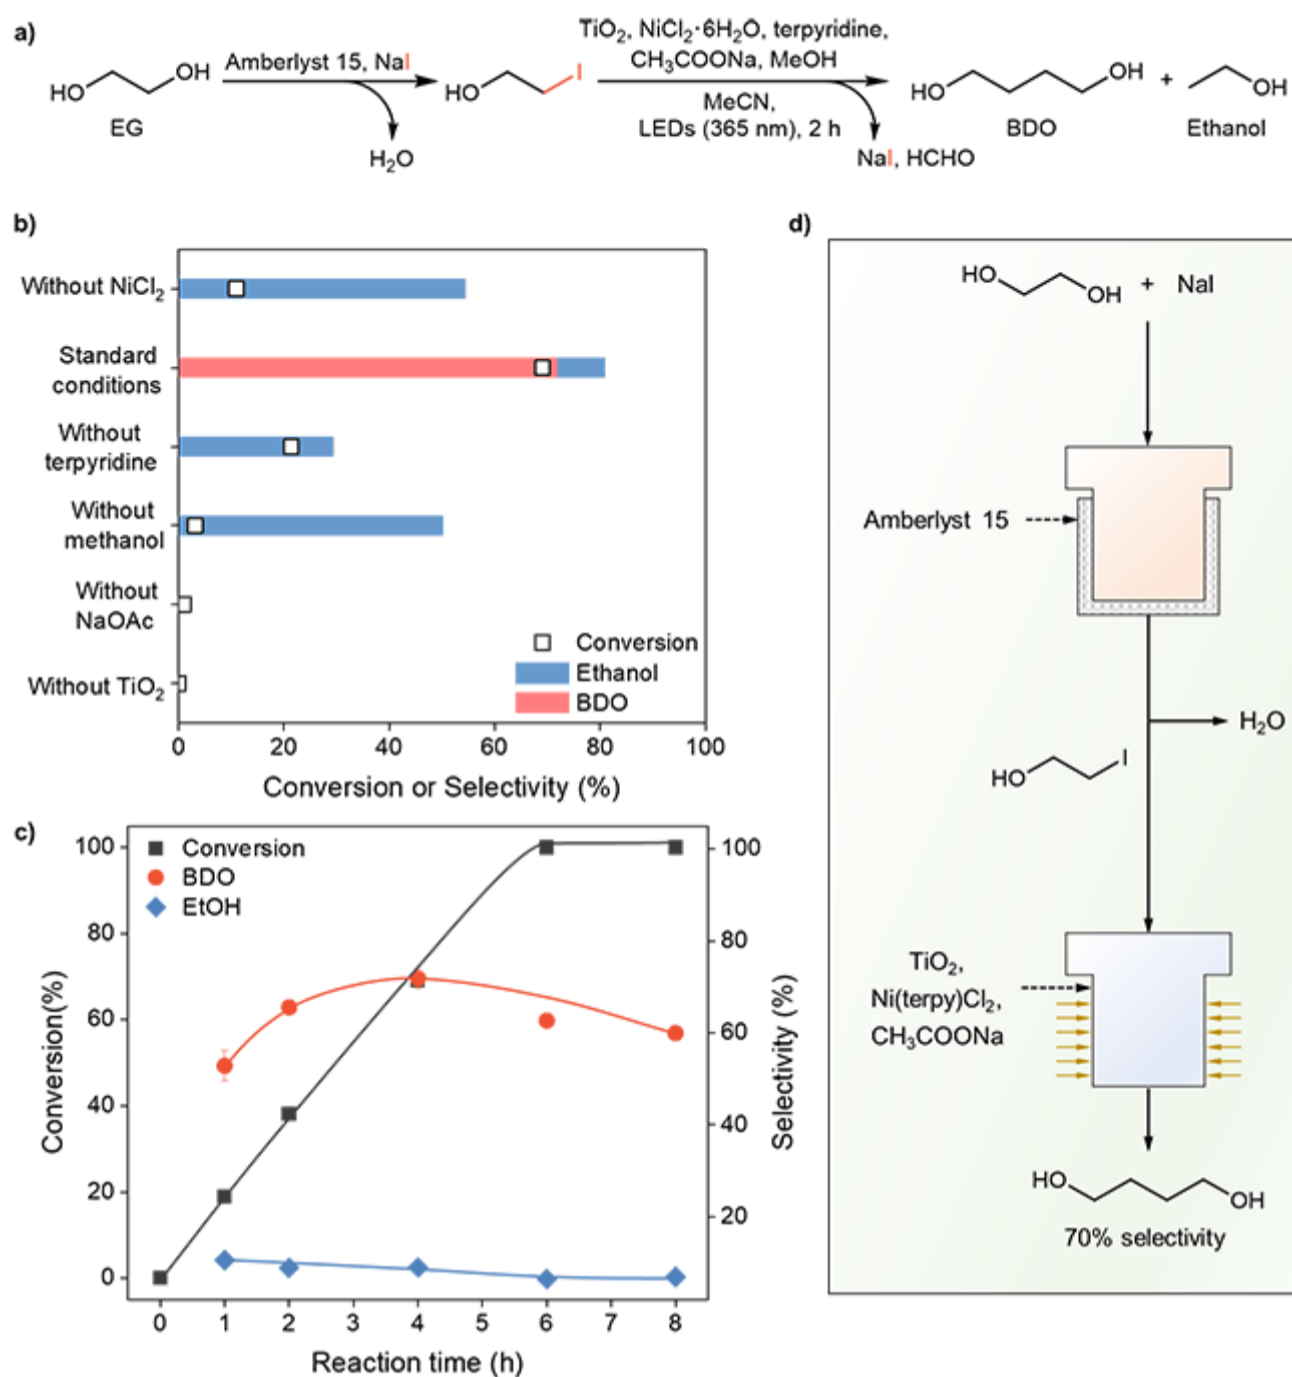 a)
HO
OH
EG
Amberlyst 15, NaI
H₂O
HO
I
TiO₂, NiCl₂·6H₂O, terpyridine,
CH₃COONa, MeOH
MeCN,
LEDs (365 nm), 2 h
NaI, HCHO
HO
OH
BDO
+
OH
Ethanol
b)
Without NiCl₂
Standard
conditions
Without
terpyridine
Without
methanol
Without
NaOAc
Without TiO₂
Conversion
Ethanol
BDO
0 20 40 60 80 100
Conversion or Selectivity (%)
c)
Conversion
BDO
EtOH
100
80
60
40
20
0
Conversion(%)
100
80
60
40
20
Selectivity (%)
0 1 2 3 4 5 6 7 8
Reaction time (h)
d)
HO
OH
+ NaI
Amberlyst 15
H₂O
HO
I
TiO₂,
Ni(terpy)Cl₂,
CH₃COONa
HO
OH
70% selectivity